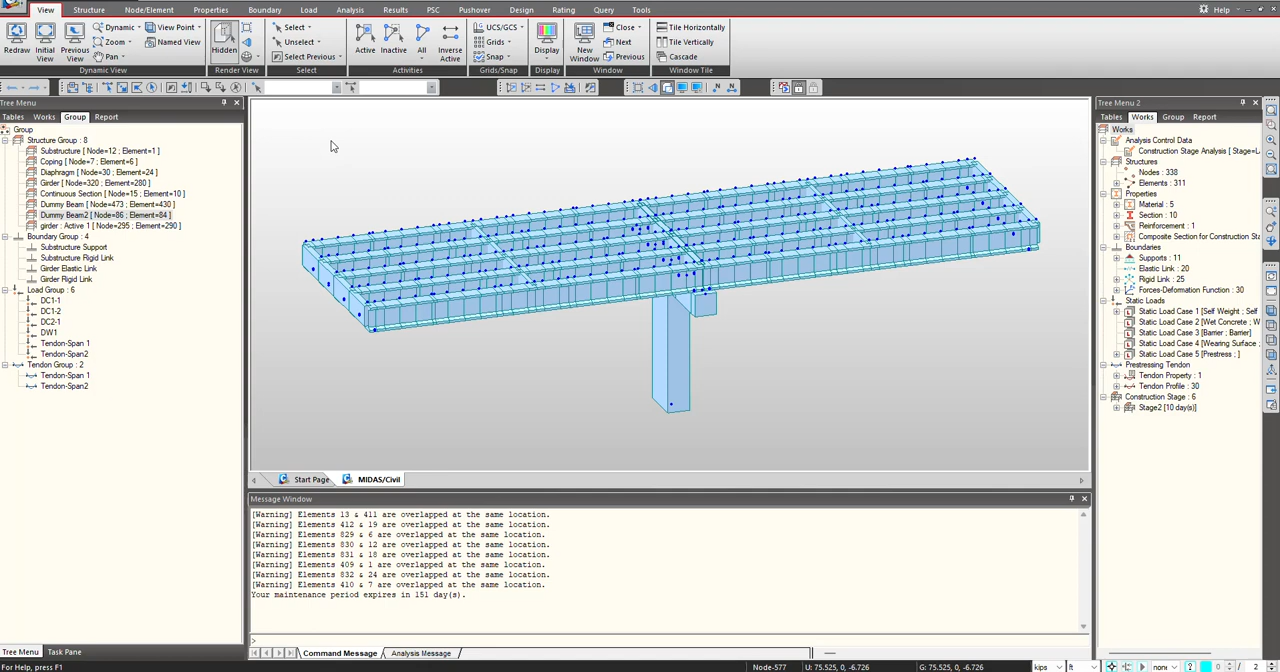 View Structure Node/Element Properties Boundary Load Analysis Results PSC Pushover Design Rating Query Tools Help
Redraw Initial View Previous View
Dynamic View Point
Zoom Named View
Pan
Dynamic View
Hidden
Render View
Select
Unselect
Select Previous
Select
Active Inactive All Inverse Active
Activities
UCS/GCS
Grids
Snap
Grids/Snap
Display
Display
New Window
Close
Next
Previous
Window
Tile Horizontally
Tile Vertically
Cascade
Window Tile
Tree Menu
Tables Works Group Report
Group
Structure Group : 8
Substructure [ Node=12 ; Element=1 ]
Coping [ Node=7 ; Element=6 ]
Diaphragm [ Node=30 ; Element=24 ]
Girder [ Node=320 ; Element=280 ]
Continuous Section [ Node=15 ; Element=10 ]
Dummy Beam [ Node=473 ; Element=430 ]
Dummy Beam2 [ Node=86 ; Element=84 ]
girder : Active 1 [ Node=295 ; Element=290 ]
Boundary Group : 4
Substructure Support
Substructure Rigid Link
Girder Elastic Link
Girder Rigid Link
Load Group : 6
DC1-1
DC1-2
DC2-1
DW1
Tendon-Span 1
Tendon-Span2
Tendon Group : 2
Tendon-Span 1
Tendon-Span2
Tree Menu Task Pane
Start Page MIDAS/Civil
Message Window
[Warning] Elements 13 & 411 are overlapped at the same location.
[Warning] Elements 412 & 19 are overlapped at the same location.
[Warning] Elements 829 & 6 are overlapped at the same location.
[Warning] Elements 830 & 12 are overlapped at the same location.
[Warning] Elements 831 & 18 are overlapped at the same location.
[Warning] Elements 409 & 1 are overlapped at the same location.
[Warning] Elements 832 & 24 are overlapped at the same location.
[Warning] Elements 410 & 7 are overlapped at the same location.
Your maintenance period expires in 151 day(s).
>
Command Message Analysis Message
Tree Menu 2
Tables Works Group Report
Works
Analysis Control Data
Construction Stage Analysis [ Stage=L
Structures
Nodes : 338
Elements : 311
Properties
Material : 5
Section : 10
Reinforcement : 1
Composite Section for Construction Sta
Boundaries
Supports : 11
Elastic Link : 20
Rigid Link : 25
Forces-Deformation Function : 30
Static Loads
Static Load Case 1 [Self Weight ; Self
Static Load Case 2 [Wet Concrete ; W
Static Load Case 3 [Barrier ; Barrier]
Static Load Case 4 [Wearing Surface ;
Static Load Case 5 [Prestress ; ]
Prestressing Tendon
Tendon Property : 1
Tendon Profile : 30
Construction Stage : 6
Stage2 [10 day(s)]
For Help, press F1 Node-577 U: 75.525, 0, -6.726 G: 75.525, 0, -6.726 kips ft non 0 / 2